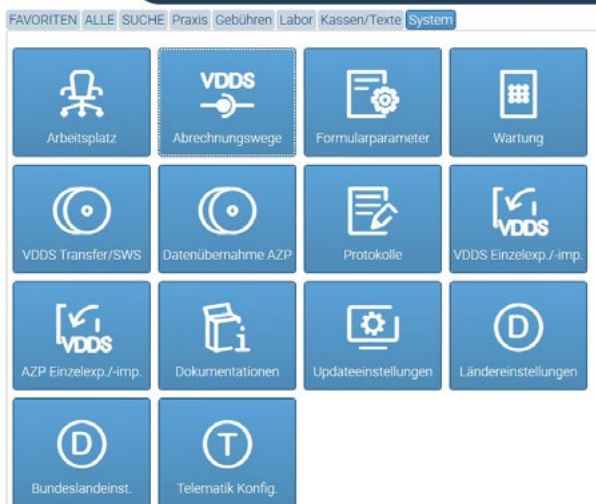 FAVORITEN ALLE SUCHE Praxis Gebühren Labor Kassen/Texte System
VDDS
Arbeitsplatz Abrechnungswege Formularparameter Wartung
VDDS
VDDS Transfer/SWS Datenübernahme AZP Protokolle VDDS Einzelexp./-imp.
VDDS
i
AZP Einzelexp./-imp. Dokumentationen Updateeinstellungen Ländereinstellungen
D
D T
Bundeslandeinst. Telematik Konfig.